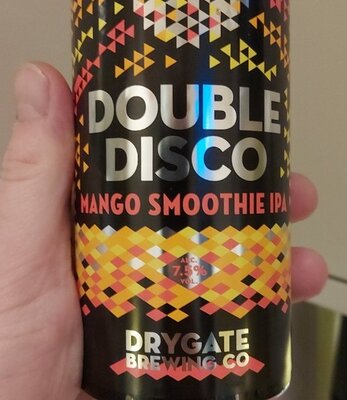 DOUBLE
DISCO
MANGO SMOOTHIE IPA
ALC.
7.5%
VOL.
DRYGATE
BREWING CO